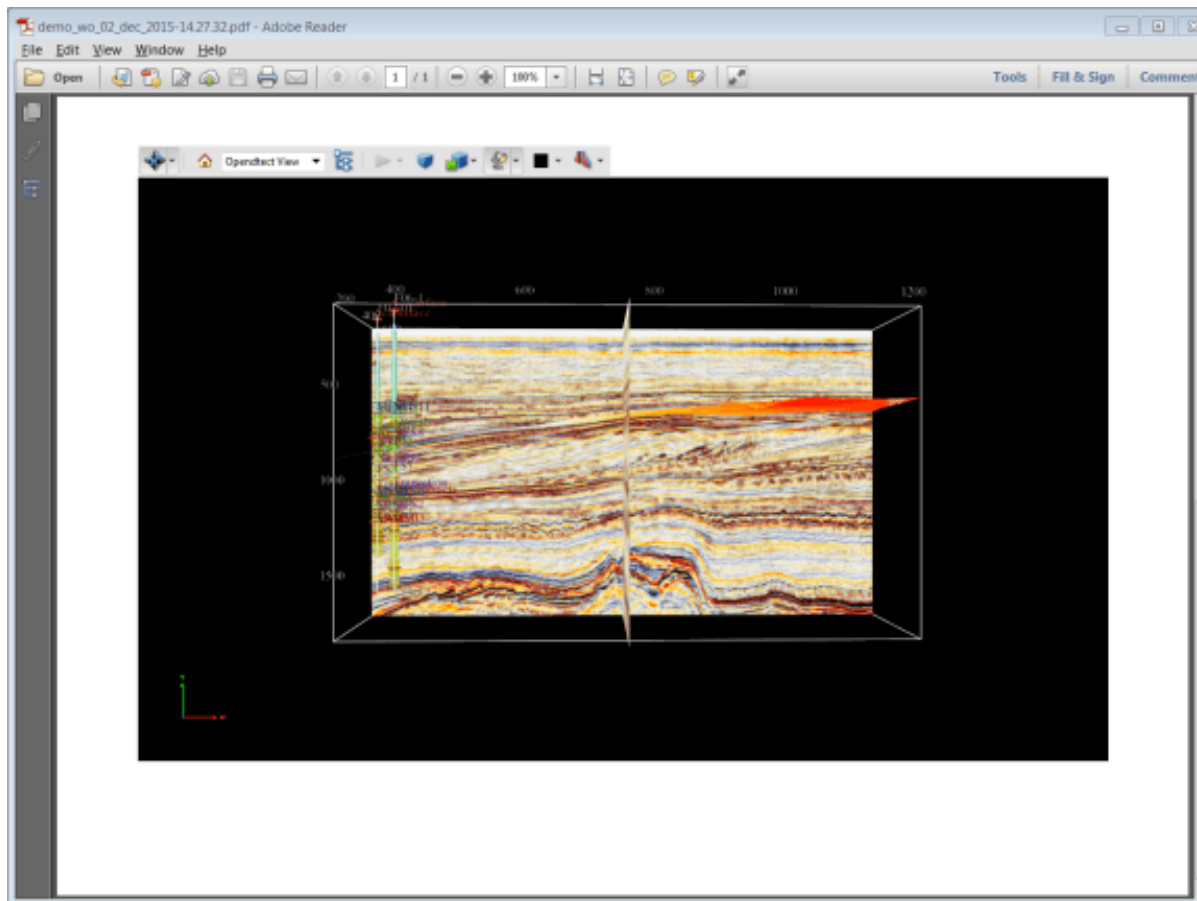 demo_wo_02_dec_2015-14.27.32.pdf - Adobe Reader
File Edit View Window Help
Open 1 / 1 100% Tools Fill & Sign Comment
Opendtect View
200 400 600 800 1000 1200
500
1000
1500